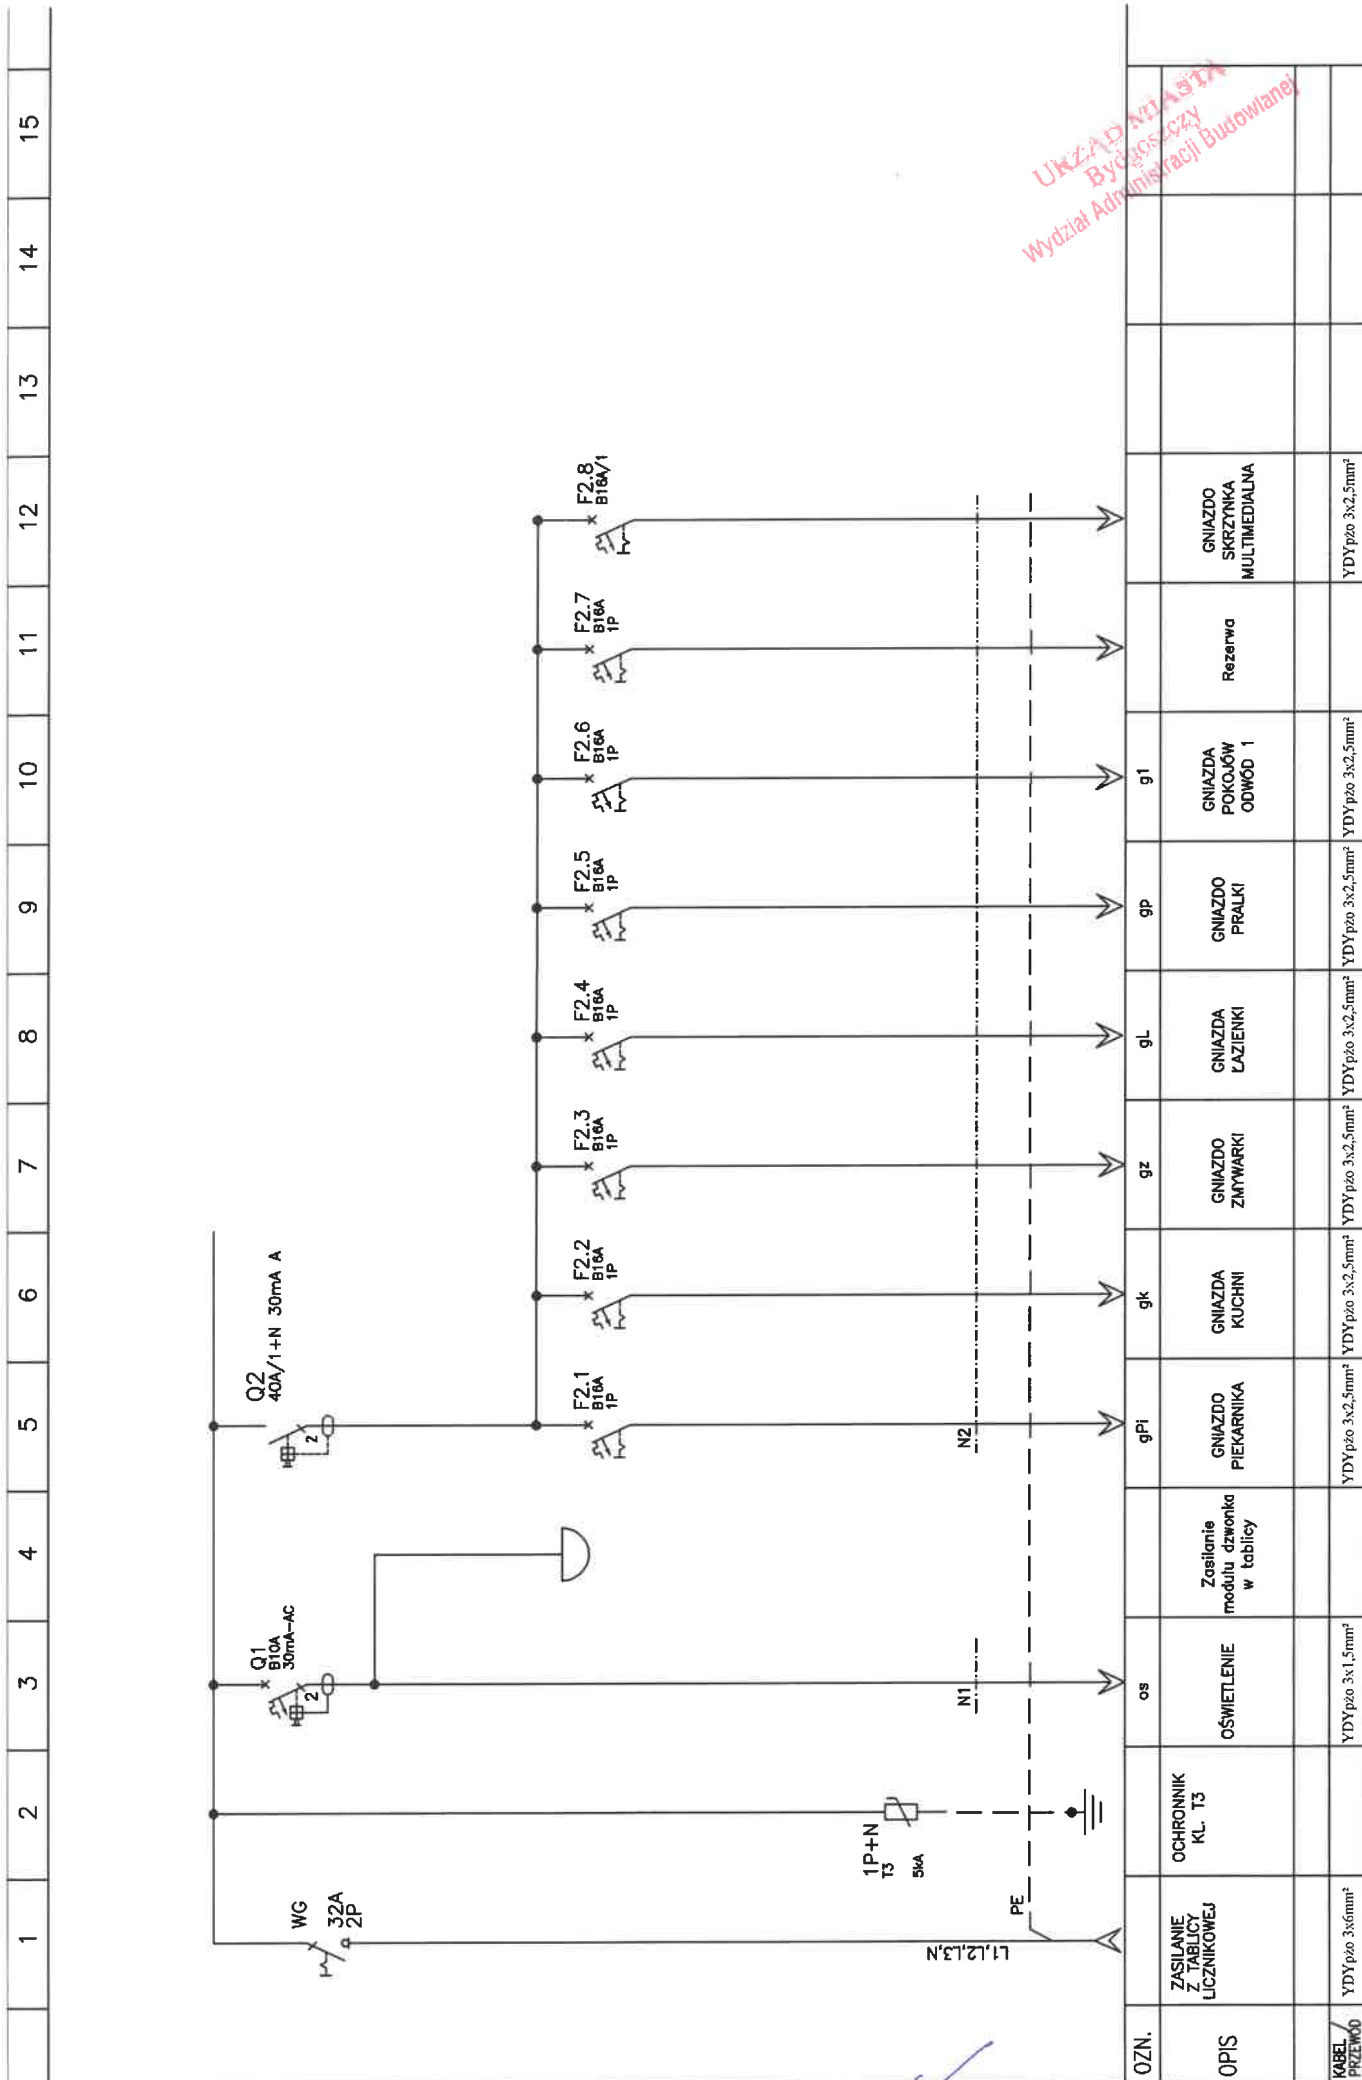 1
2
3
4
5
6
7
8
9
10
11
12
13
14
15
WG
32A
2P
L1,L2,L3,N
PE
1P+N
T3
5kA
Q1
B10A
30mA-AC
2
N1
Q2
40A/1+N 30mA A
2
N2
F2.1
B16A
1P
F2.2
B16A
1P
F2.3
B16A
1P
F2.4
B16A
1P
F2.5
B16A
1P
F2.6
B16A
1P
F2.7
B16A
1P
F2.8
B16A/1
URZĄD MIASTA
Bydgoszczy
Wydział Administracji Budowlanej
OZN.
os
gPi
gk
gz
gL
gp
g1
OPIS
ZASILANIE
Z TABLICY
LICZNIKOWEJ
OCHRONNIK
KL. T3
OŚWIETLENIE
Zasilanie
modułu dzwonka
w tablicy
GNIAZDO
PIEKARNIKA
GNIAZDA
KUCHNI
GNIAZDO
ZMYWARKI
GNIAZDA
ŁAZIENKI
GNIAZDO
PRALKI
GNIAZDA
POKOJÓW
ODWÓD 1
Rezerwa
GNIAZDO
SKRZYNKA
MULTIMEDIALNA
KABEL
PRZEWÓD
YDYpżo 3x6mm²
YDYpżo 3x1,5mm²
YDYpżo 3x2,5mm²
YDYpżo 3x2,5mm²
YDYpżo 3x2,5mm²
YDYpżo 3x2,5mm²
YDYpżo 3x2,5mm²
YDYpżo 3x2,5mm²
YDYpżo 3x2,5mm²